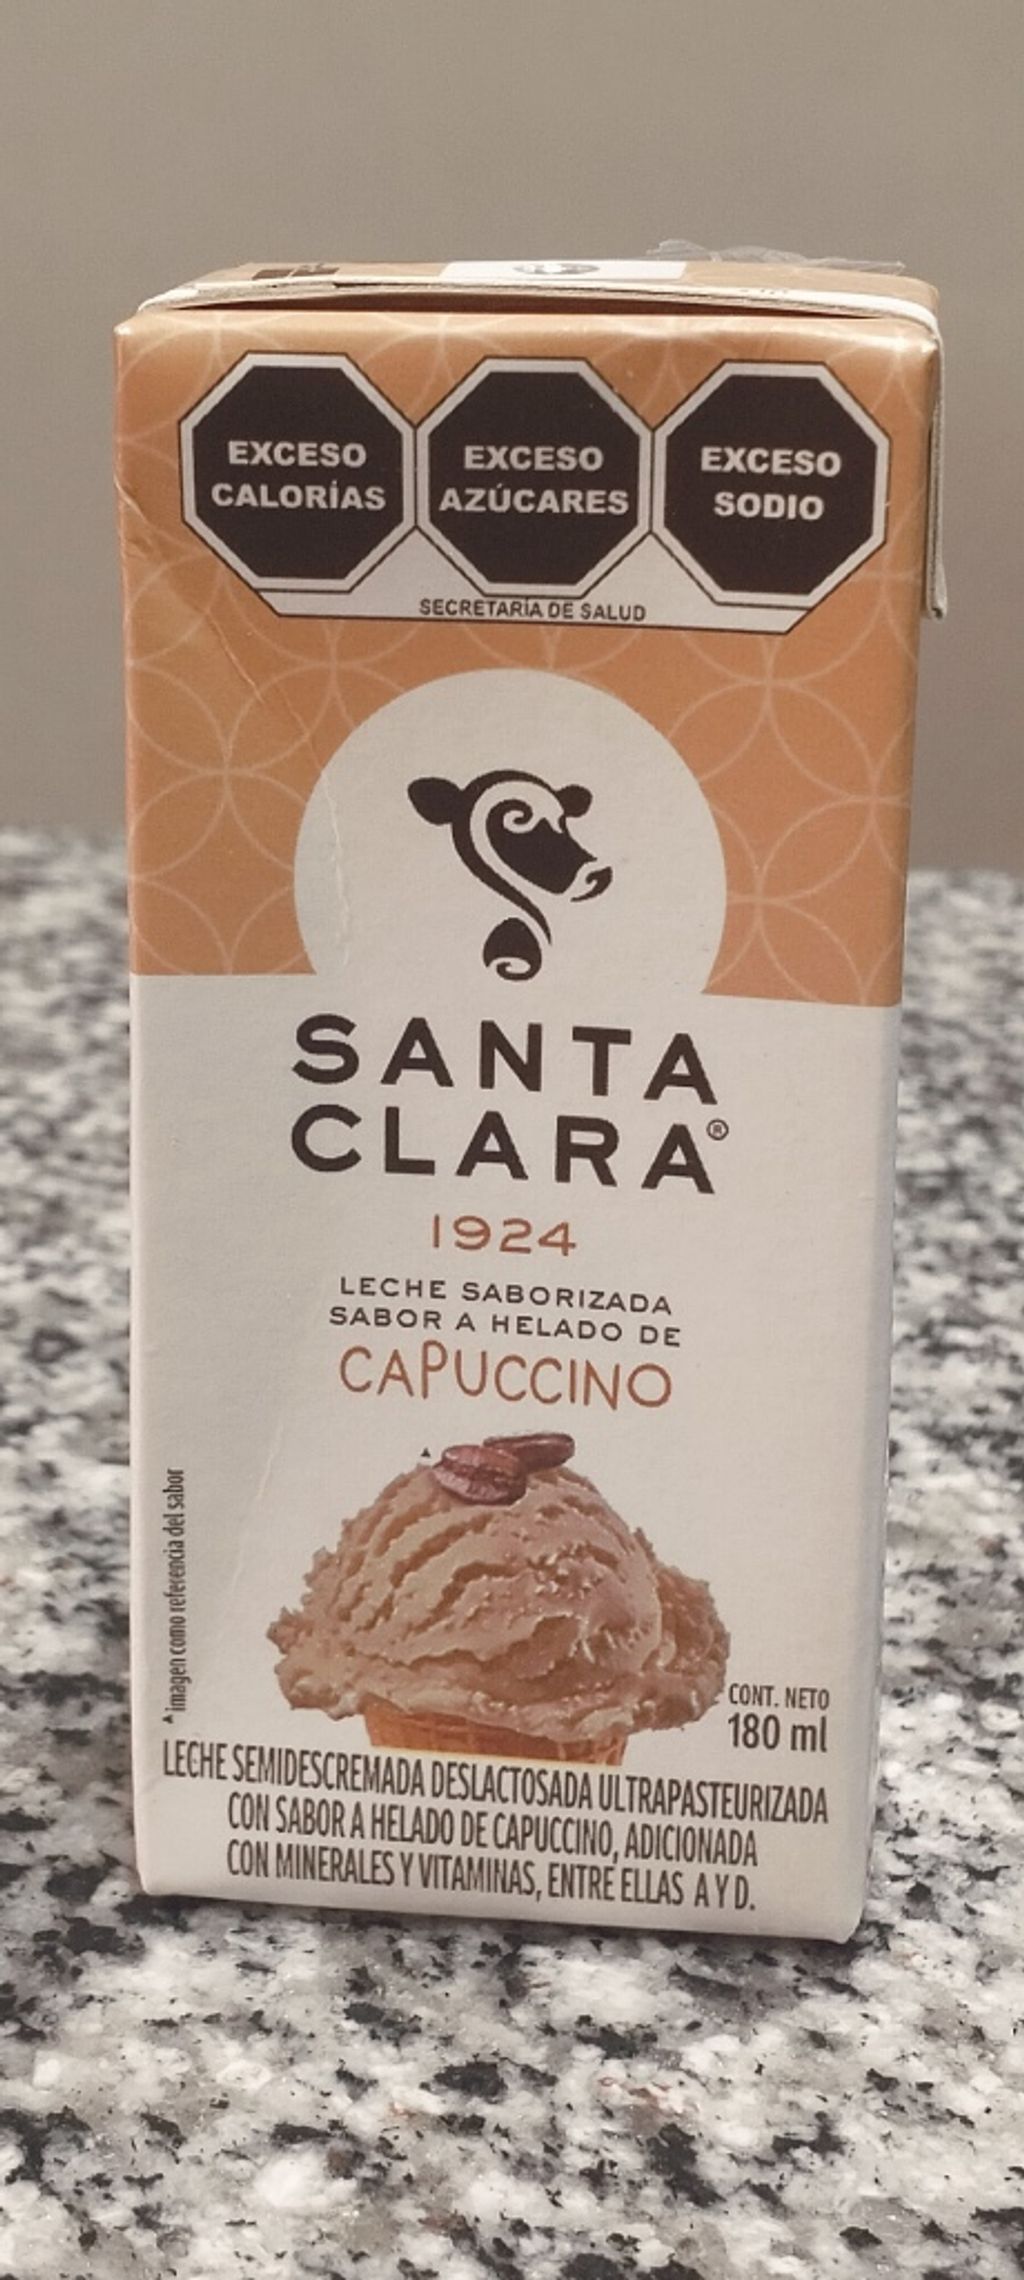 EXCESO
CALORÍAS
EXCESO
AZÚCARES
EXCESO
SODIO
SECRETARÍA DE SALUD
SANTA
CLARA®
1924
LECHE SABORIZADA
SABOR A HELADO DE
CAPUCCINO
▲imagen como referencia del sabor
CONT. NETO
180 ml
LECHE SEMIDESCREMADA DESLACTOSADA ULTRAPASTEURIZADA
CON SABOR A HELADO DE CAPUCCINO, ADICIONADA
CON MINERALES Y VITAMINAS, ENTRE ELLAS A Y D.